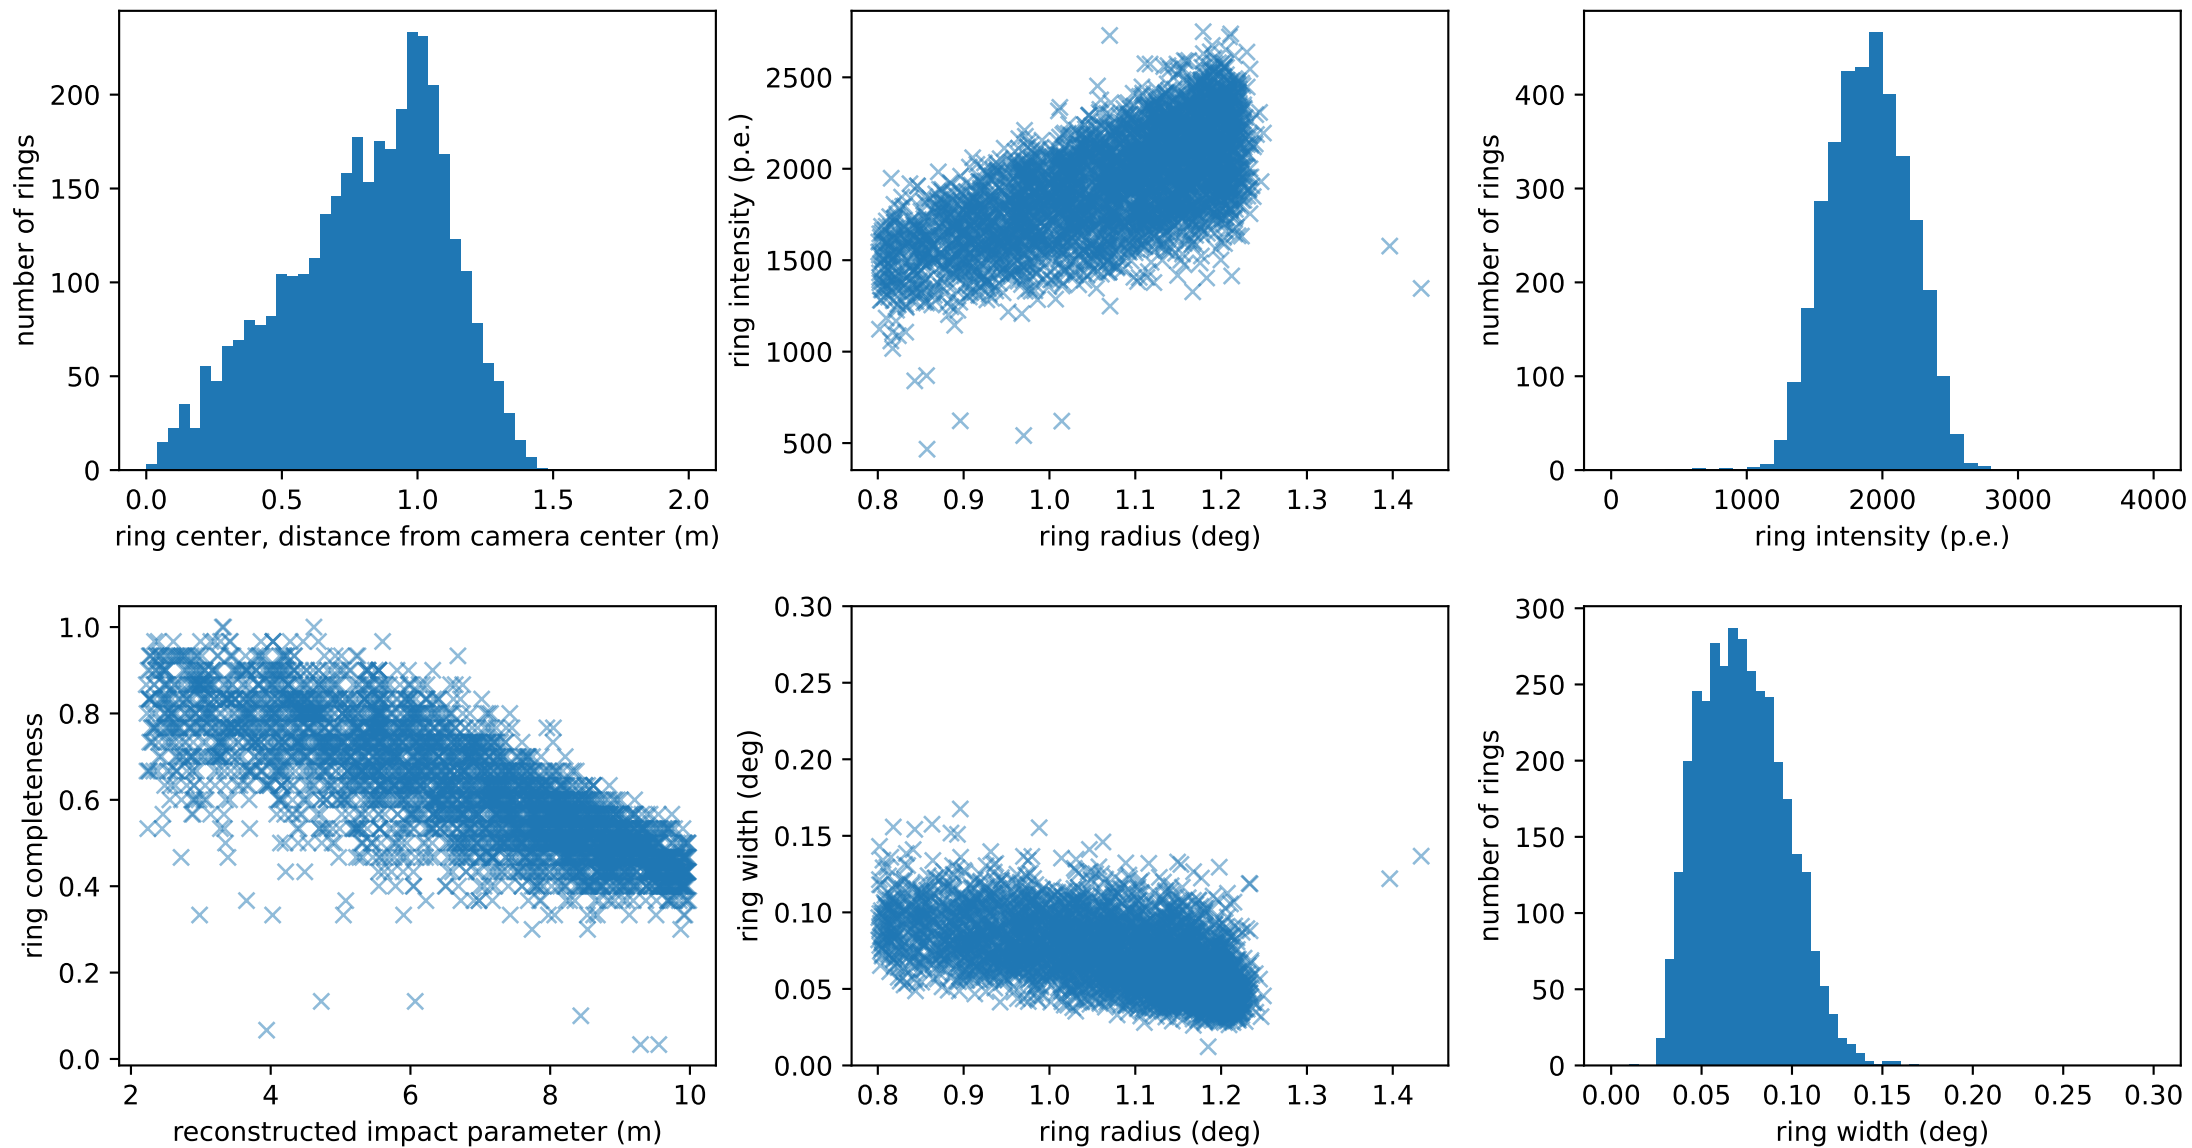 number of rings
200
150
100
50
0
0.0 0.5 1.0 1.5 2.0
ring center, distance from camera center (m)
ring intensity (p.e.)
2500
2000
1500
1000
500
0.8 0.9 1.0 1.1 1.2 1.3 1.4
ring radius (deg)
number of rings
400
300
200
100
0
0 1000 2000 3000 4000
ring intensity (p.e.)
ring completeness
1.0
0.8
0.6
0.4
0.2
0.0
2 4 6 8 10
reconstructed impact parameter (m)
ring width (deg)
0.30
0.25
0.20
0.15
0.10
0.05
0.00
0.8 0.9 1.0 1.1 1.2 1.3 1.4
ring radius (deg)
number of rings
300
250
200
150
100
50
0
0.00 0.05 0.10 0.15 0.20 0.25 0.30
ring width (deg)